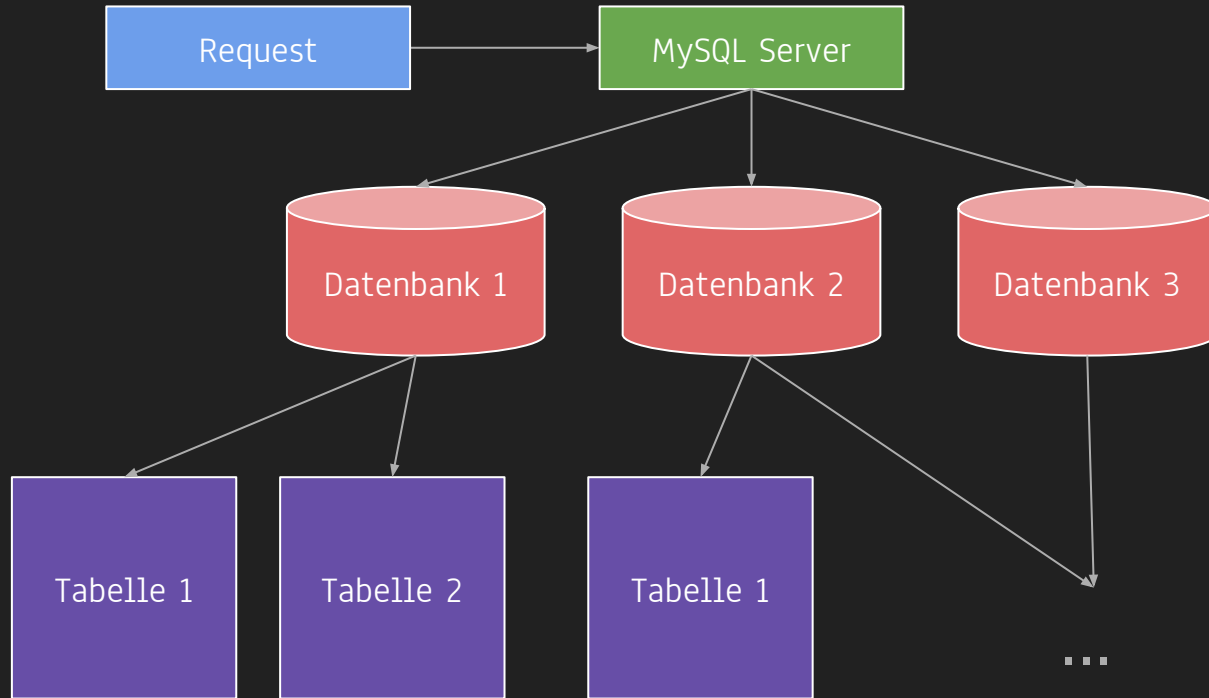 Request
MySQL Server
Datenbank 1
Datenbank 2
Datenbank 3
Tabelle 1
Tabelle 2
Tabelle 1
...